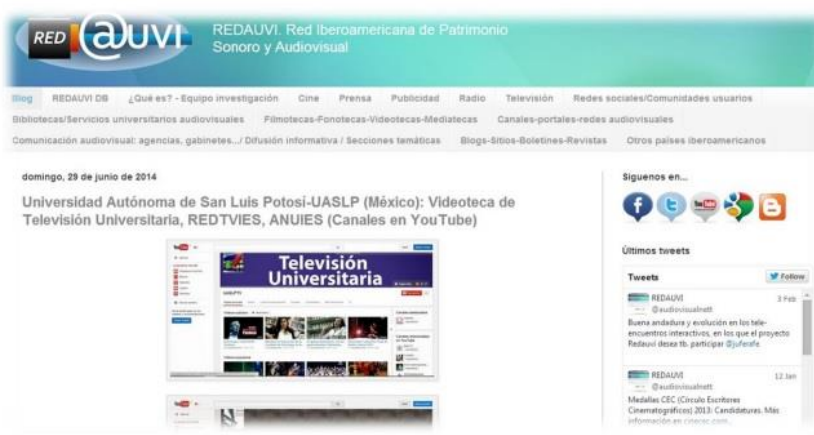 RED @UVI
REDAUVI. Red Iberoamericana de Patrimonio
Sonoro y Audiovisual
Blog REDAUVI DB ¿Qué es? - Equipo investigación Cine Prensa Publicidad Radio Televisión Redes sociales/Comunidades usuarios
Bibliotecas/Servicios universitarios audiovisuales Filmotecas-Fonotecas-Videotecas-Mediatecas Canales-portales-redes audiovisuales
Comunicación audiovisual: agencias, gabinetes.../ Difusión informativa / Secciones temáticas Blogs-Sitios-Boletines-Revistas Otros países iberoamericanos
domingo, 29 de junio de 2014
Universidad Autónoma de San Luis Potosí-UASLP (México): Videoteca de
Televisión Universitaria, REDTVIES, ANUIES (Canales en YouTube)
Televisión
Universitaria
Siguenos en...
YouTube
Últimos tweets
Tweets Follow
REDAUVI 3 Feb
@audiovisualnett
Buena andadura y evolución en los tele-
encuentros interactivos, en los que el proyecto
Redauvi desea tb. participar @juferafe
REDAUVI 12 Jan
@audiovisualnett
Medallas CEC (Círculo Escritores
Cinematográficos) 2013: Candidaturas. Más
información en cinecec.com